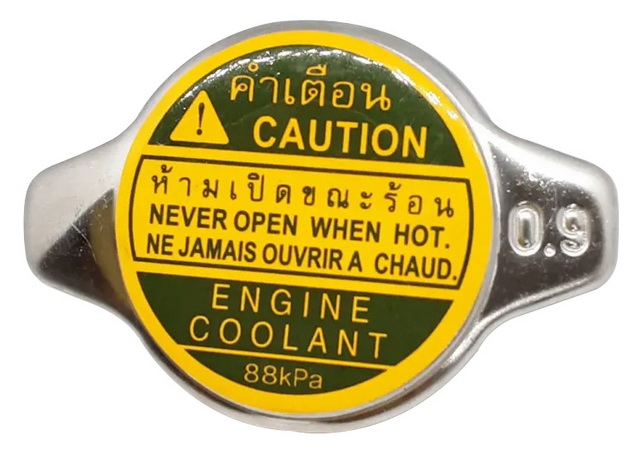 คำเตือน
CAUTION
ห้ามเปิดขณะร้อน
NEVER OPEN WHEN HOT.
NE JAMAIS OUVRIR A CHAUD.
ENGINE
COOLANT
88kPa
0.9